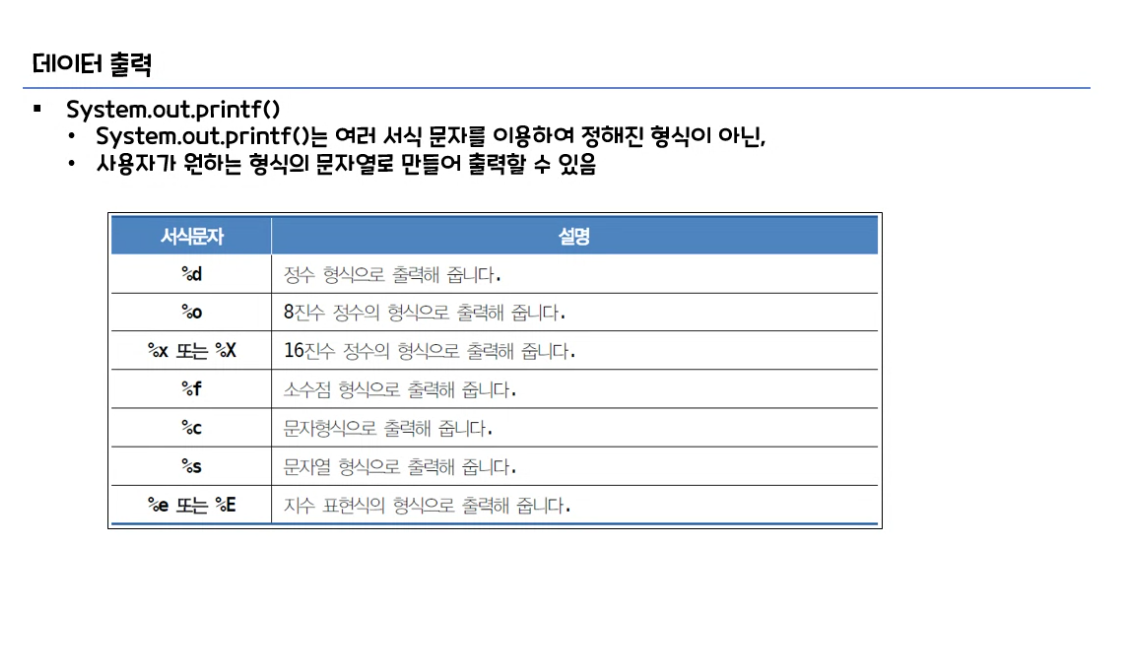 데이터 출력
▪ System.out.printf()
• System.out.printf()는 여러 서식 문자를 이용하여 정해진 형식이 아닌,
• 사용자가 원하는 형식의 문자열로 만들어 출력할 수 있음
서식문자 설명
%d 정수 형식으로 출력해 줍니다.
%o 8진수 정수의 형식으로 출력해 줍니다.
%x 또는 %X 16진수 정수의 형식으로 출력해 줍니다.
%f 소수점 형식으로 출력해 줍니다.
%c 문자형식으로 출력해 줍니다.
%s 문자열 형식으로 출력해 줍니다.
%e 또는 %E 지수 표현식의 형식으로 출력해 줍니다.